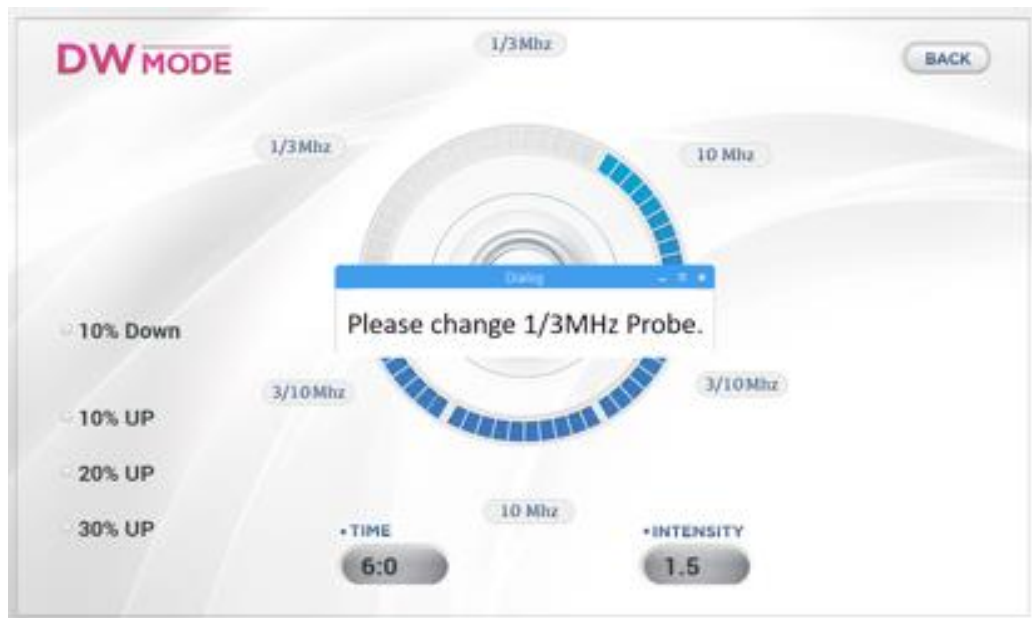 DW MODE
1/3Mhz
BACK
1/3Mhz
10 Mhz
Dialog
Please change 1/3MHz Probe.
10% Down
3/10Mhz
3/10Mhz
10% UP
20% UP
10 Mhz
30% UP
•TIME
•INTENSITY
6:0
1.5